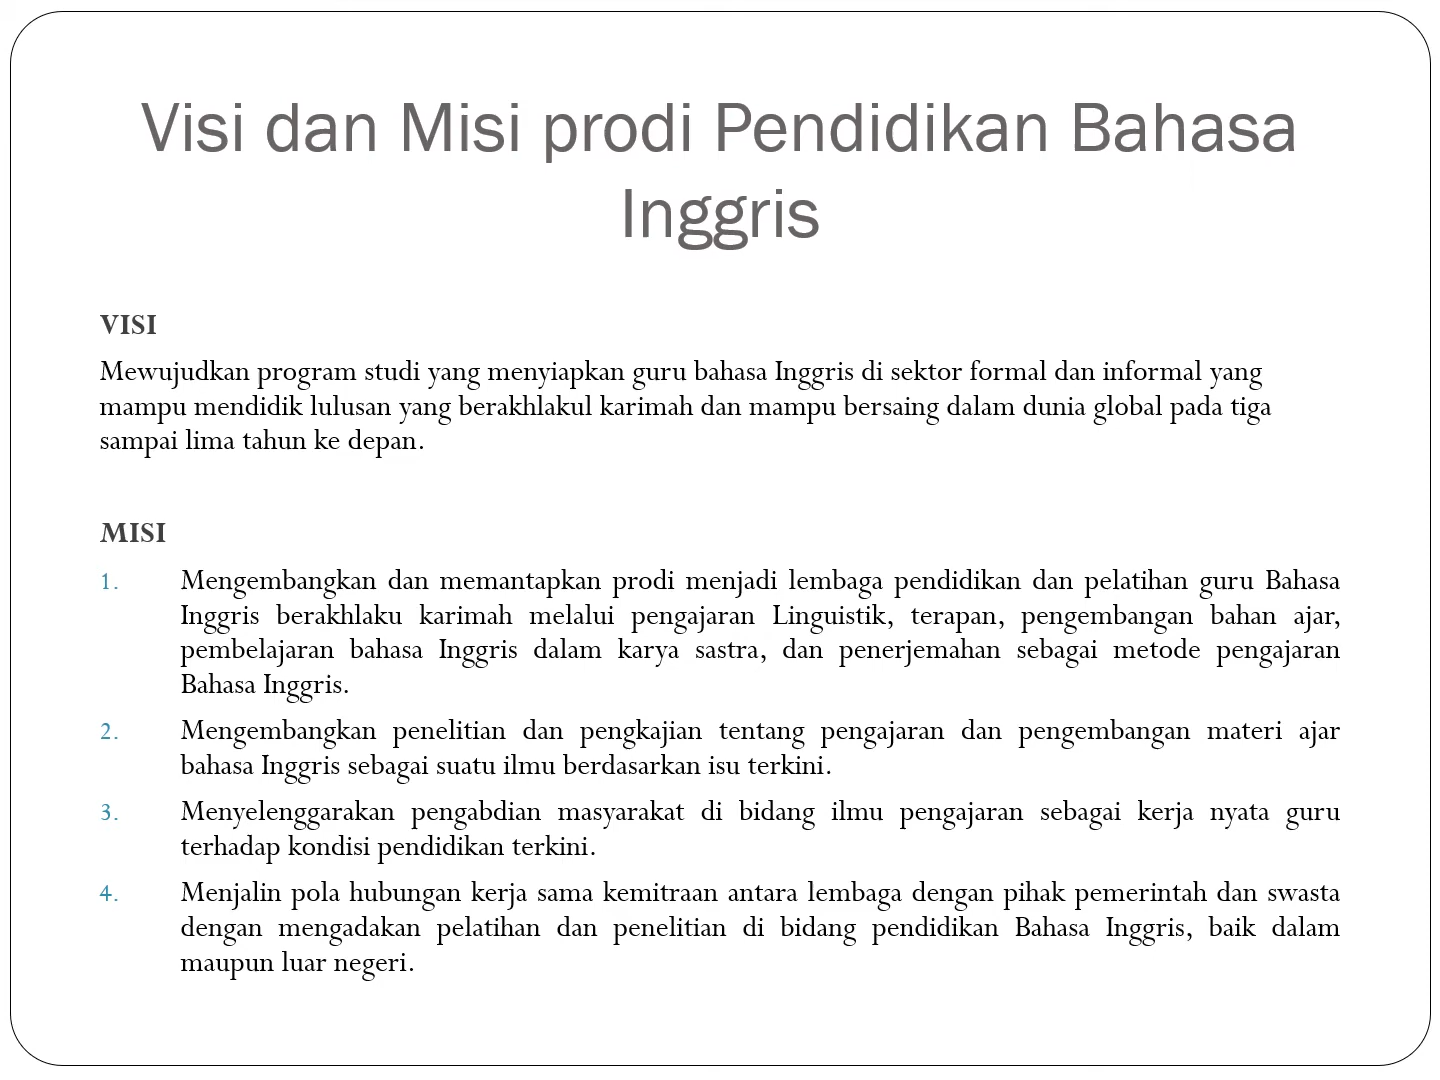 Visi dan Misi prodi Pendidikan Bahasa
Inggris
VISI
Mewujudkan program studi yang menyiapkan guru bahasa Inggris di sektor formal dan informal yang
mampu mendidik lulusan yang berakhlakul karimah dan mampu bersaing dalam dunia global pada tiga
sampai lima tahun ke depan.
MISI
1. Mengembangkan dan memantapkan prodi menjadi lembaga pendidikan dan pelatihan guru Bahasa
Inggris berakhlaku karimah melalui pengajaran Linguistik, terapan, pengembangan bahan ajar,
pembelajaran bahasa Inggris dalam karya sastra, dan penerjemahan sebagai metode pengajaran
Bahasa Inggris.
2. Mengembangkan penelitian dan pengkajian tentang pengajaran dan pengembangan materi ajar
bahasa Inggris sebagai suatu ilmu berdasarkan isu terkini.
3. Menyelenggarakan pengabdian masyarakat di bidang ilmu pengajaran sebagai kerja nyata guru
terhadap kondisi pendidikan terkini.
4. Menjalin pola hubungan kerja sama kemitraan antara lembaga dengan pihak pemerintah dan swasta
dengan mengadakan pelatihan dan penelitian di bidang pendidikan Bahasa Inggris, baik dalam
maupun luar negeri.